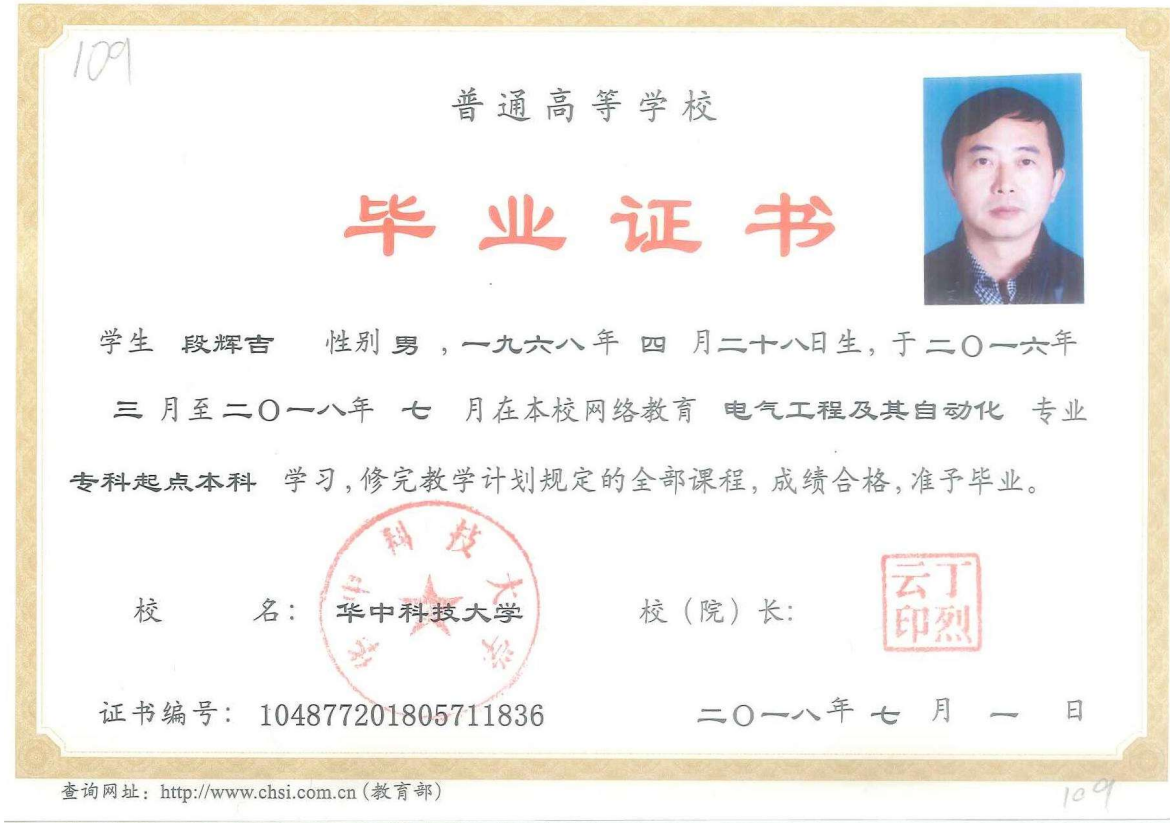 109
普通高等学校
毕业证书
学生 段辉吉 性别 男 ，一九六八年 四 月二十八日生，于二〇一六年
三 月至二〇一八年 七 月在本校网络教育 电气工程及其自动化 专业
专科起点本科 学习，修完教学计划规定的全部课程，成绩合格，准予毕业。
华中科技大学
校 名： 华中科技大学 校（院）长：
丁烈云印
证书编号： 104877201805711836 二〇一八年 七 月 一 日
查询网址：http://www.chsi.com.cn (教育部)
109